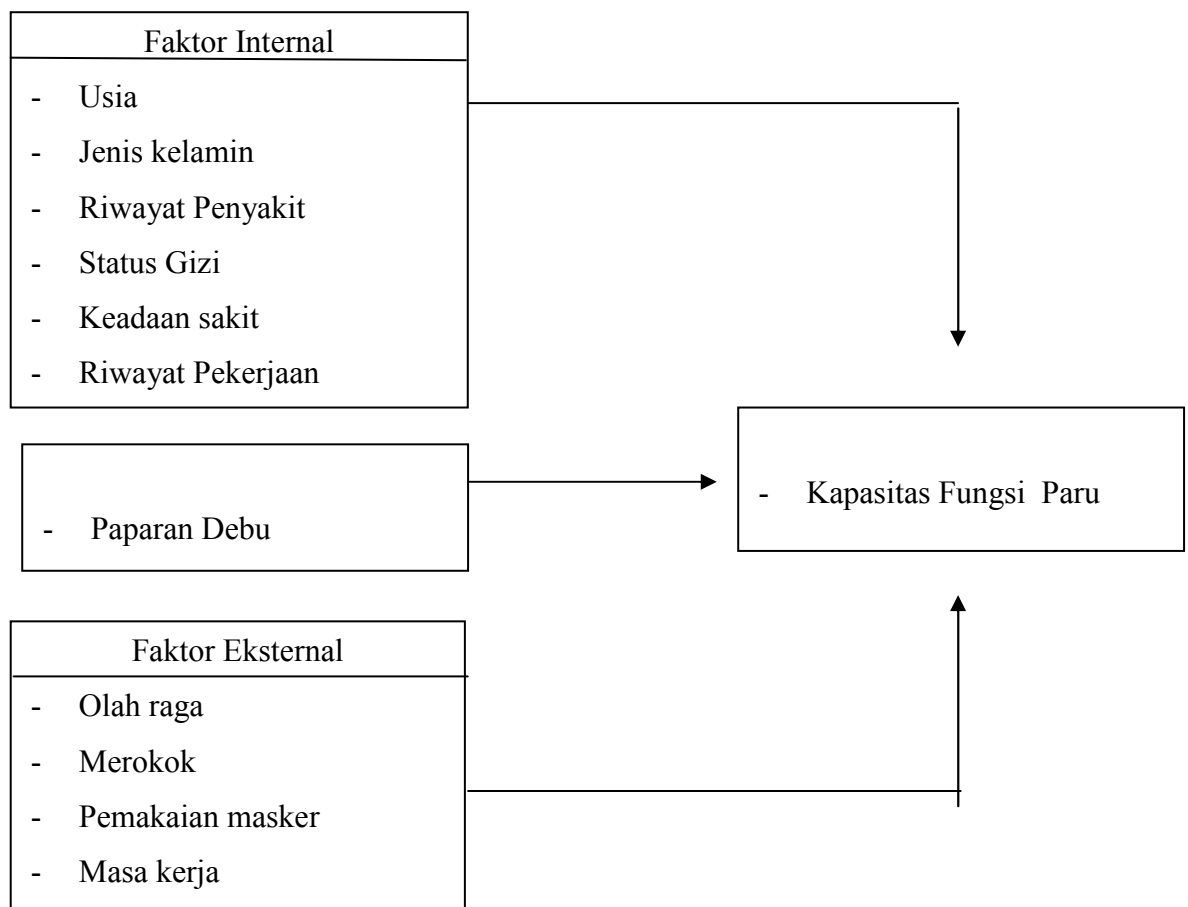 Faktor Internal
- Usia
- Jenis kelamin
- Riwayat Penyakit
- Status Gizi
- Keadaan sakit
- Riwayat Pekerjaan
- Paparan Debu
- Kapasitas Fungsi Paru
Faktor Eksternal
- Olah raga
- Merokok
- Pemakaian masker
- Masa kerja